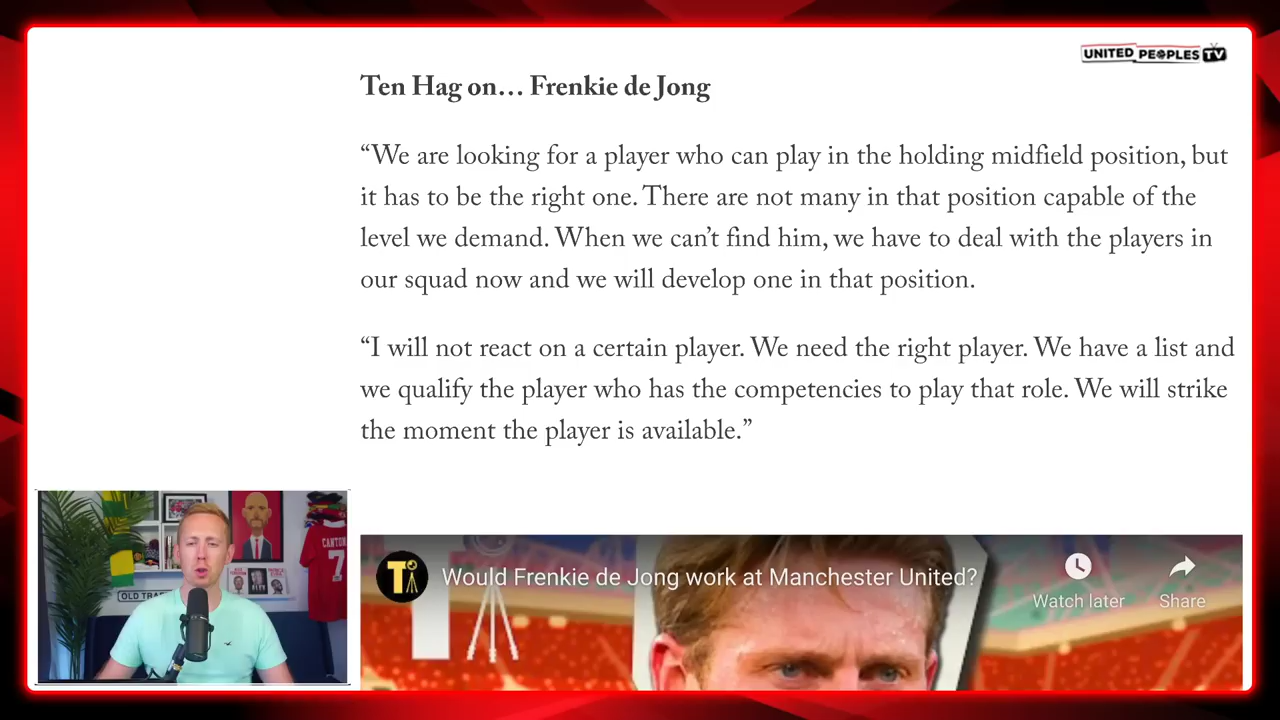 UNITED PEOPLES TV
Ten Hag on… Frenkie de Jong
“We are looking for a player who can play in the holding midfield position, but
it has to be the right one. There are not many in that position capable of the
level we demand. When we can’t find him, we have to deal with the players in
our squad now and we will develop one in that position.
“I will not react on a certain player. We need the right player. We have a list and
we qualify the player who has the competencies to play that role. We will strike
the moment the player is available.”
Would Frenkie de Jong work at Manchester United?
Watch later
Share
CANTON
7
OLD TRAF